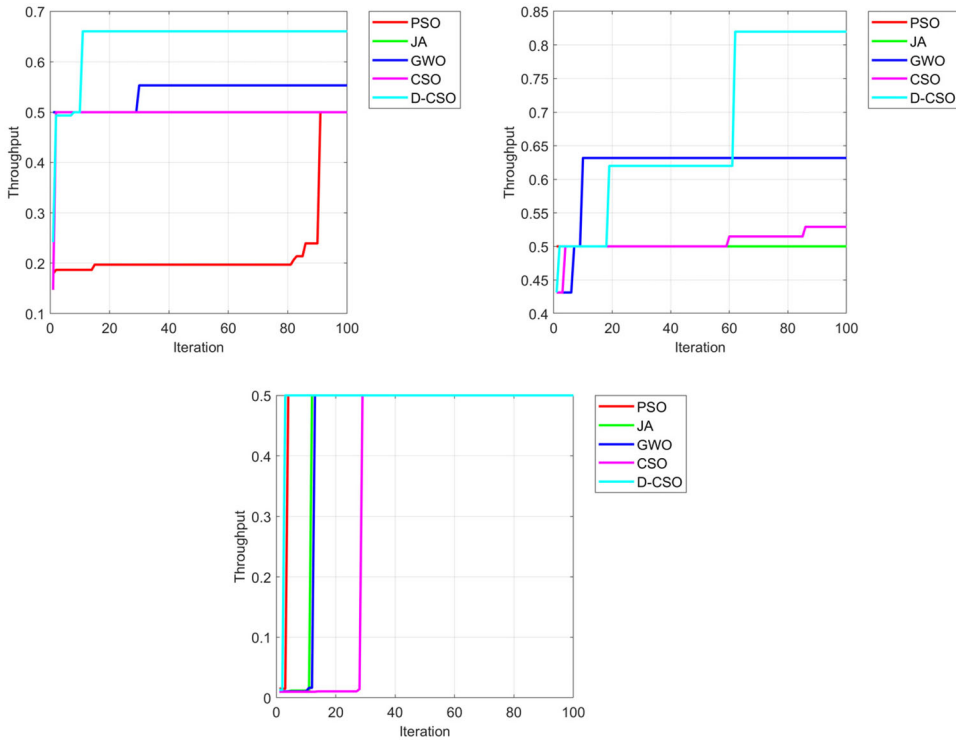 0.7
0.6
0.5
0.4
0.3
0.2
0.1
Throughput
0 20 40 60 80 100
Iteration
PSO
JA
GWO
CSO
D-CSO
0.85
0.8
0.75
0.7
0.65
0.6
0.55
0.5
0.45
0.4
Throughput
0 20 40 60 80 100
Iteration
PSO
JA
GWO
CSO
D-CSO
0.5
0.4
0.3
0.2
0.1
0
Throughput
0 20 40 60 80 100
Iteration
PSO
JA
GWO
CSO
D-CSO